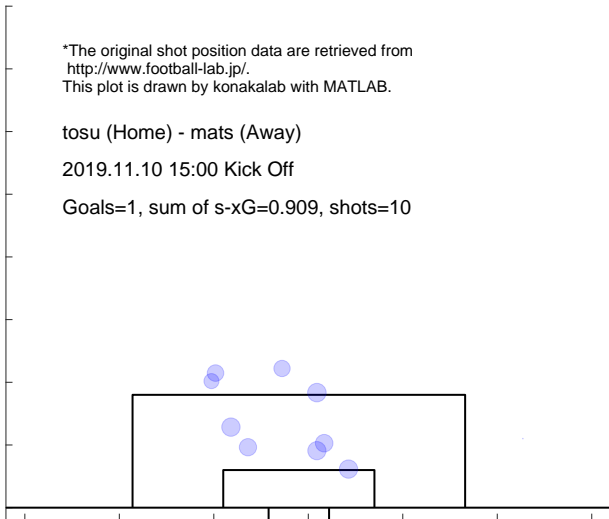 *The original shot position data are retrieved from
http://www.football-lab.jp/.
This plot is drawn by konakalab with MATLAB.
tosu (Home) - mats (Away)
2019.11.10 15:00 Kick Off
Goals=1, sum of s-xG=0.909, shots=10